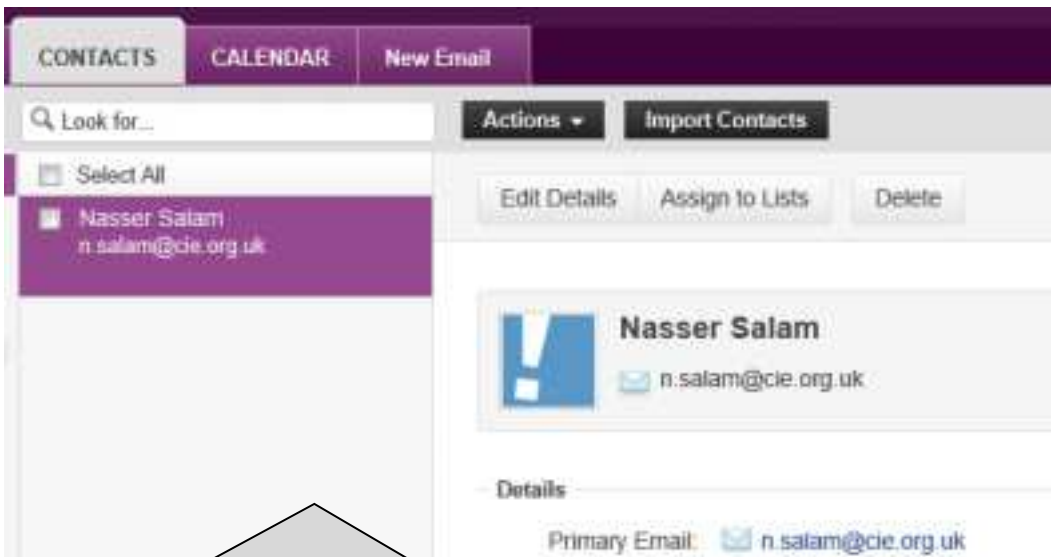 CONTACTS CALENDAR New Email
Look for...
Actions Import Contacts
Select All
Edit Details Assign to Lists Delete
Nasser Salam
n.salam@cie.org.uk
Nasser Salam
n.salam@cie.org.uk
Details
Primary Email: n.salam@cie.org.uk